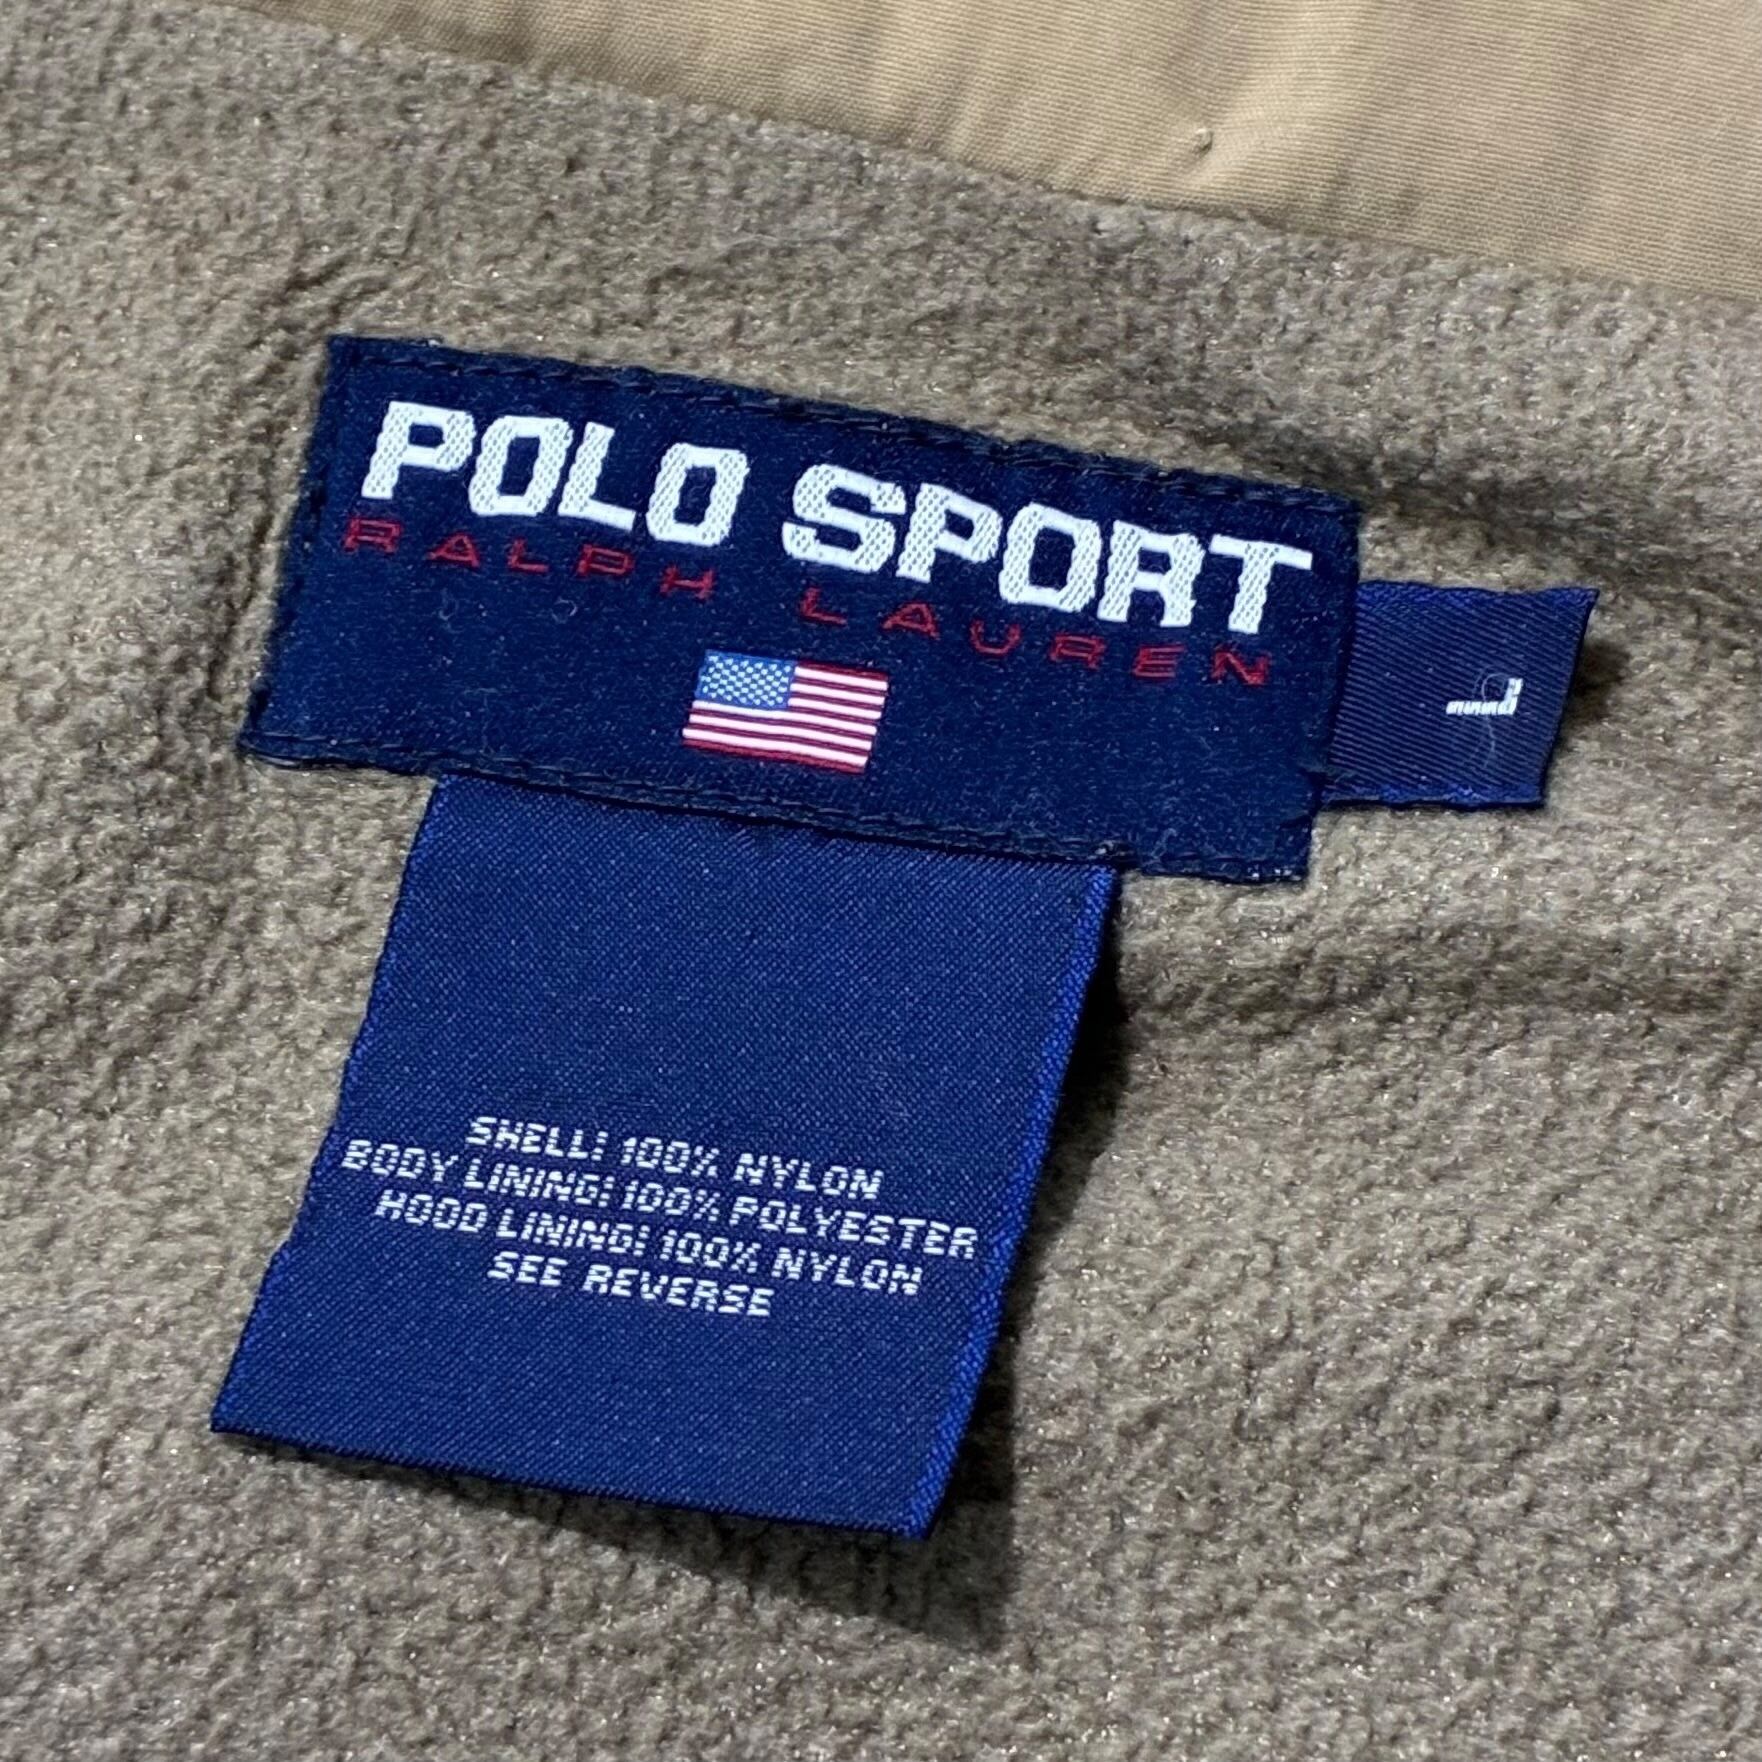 POLO SPORT
RALPH LAUREN
L
SHELL: 100% NYLON
BODY LINING: 100% POLYESTER
HOOD LINING: 100% NYLON
SEE REVERSE